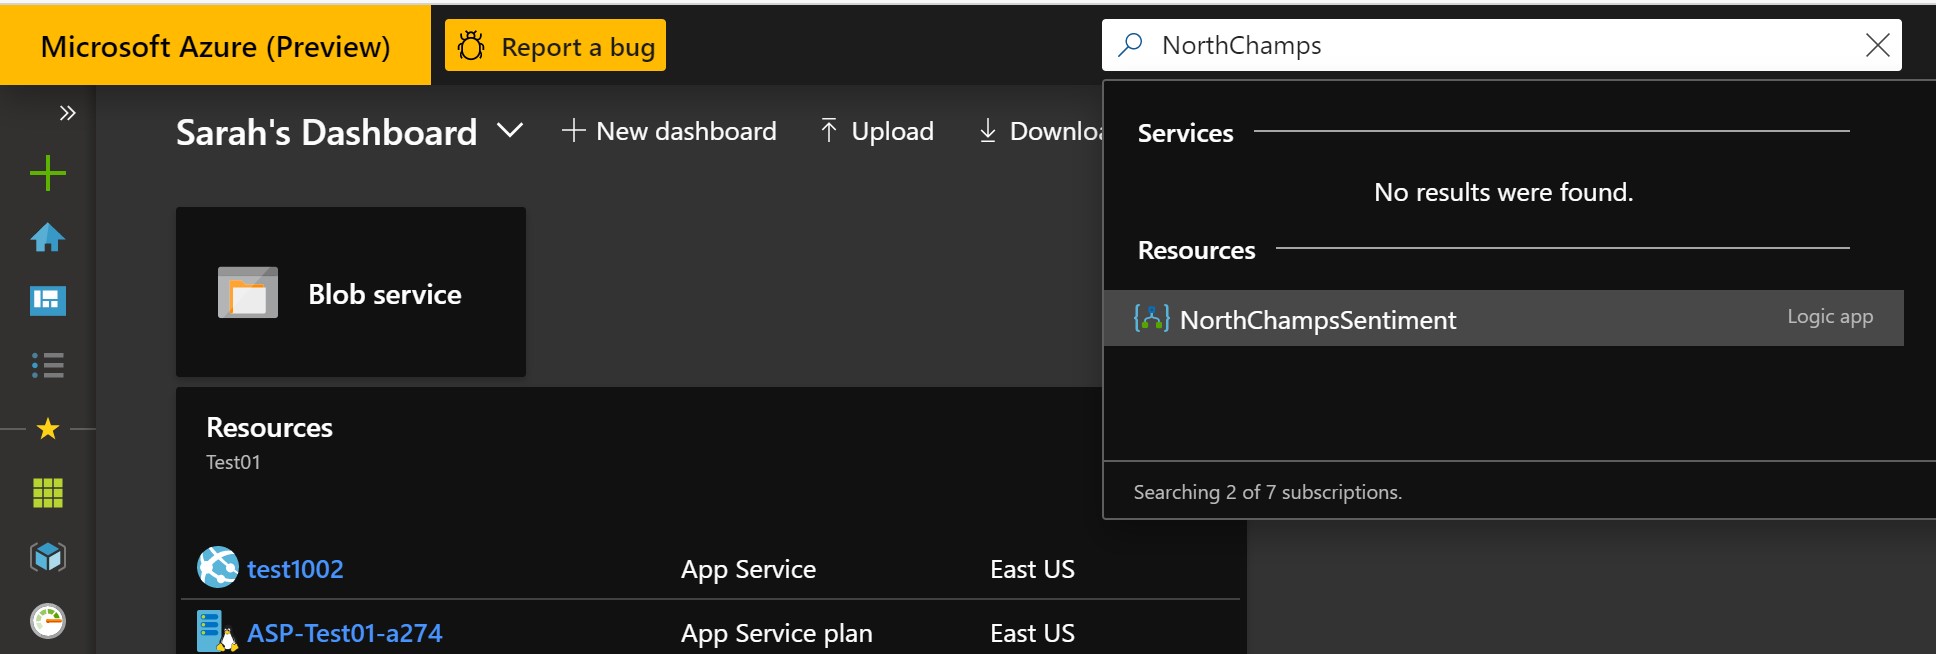 Microsoft Azure (Preview)
Report a bug
NorthChamps
Sarah's Dashboard
New dashboard
Upload
Services
No results were found.
Resources
NorthChampsSentiment
Logic app
Searching 2 of 7 subscriptions.
Blob service
Resources
Test01
test1002 App Service East US
ASP-Test01-a274 App Service plan East US